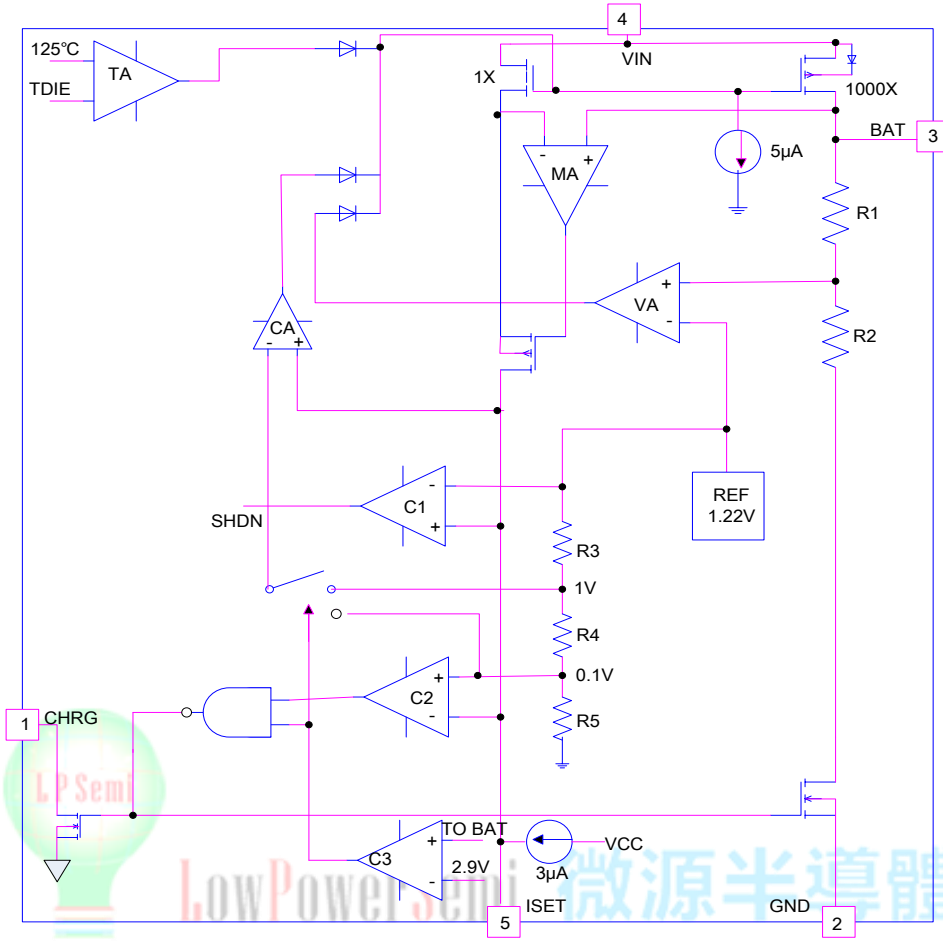 4
125℃
TA
VIN
TDIE
1X
1000X
BAT
3
5µA
-
+
MA
R1
+
VA
-
R2
CA
-
+
-
C1
+
REF
1.22V
SHDN
R3
1V
R4
0.1V
+
C2
-
R5
1
CHRG
L P Semi
TO BAT
+
C3
2.9V
-
VCC
3µA
LowPowerSemi
微源半導體
ISET
5
GND
2